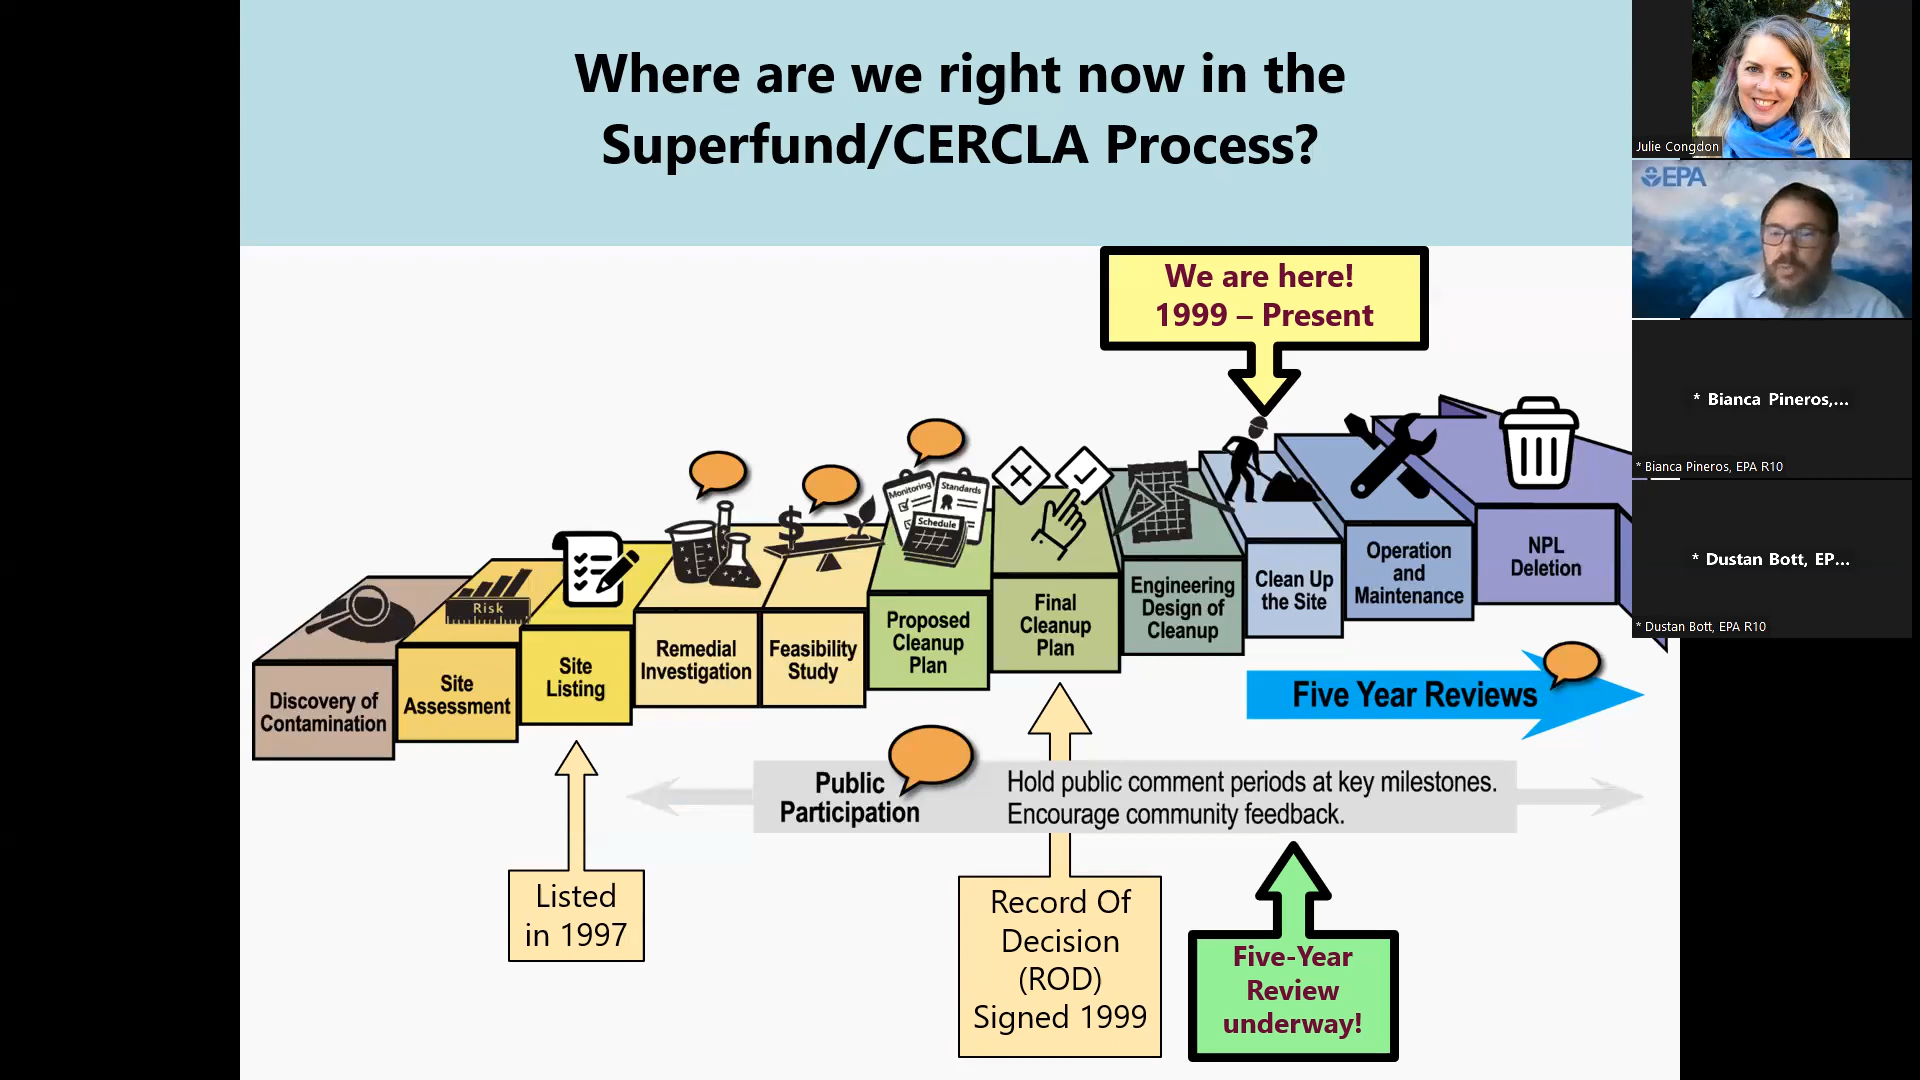 Where are we right now in the
Superfund/CERCLA Process?
We are here!
1999 – Present
Monitoring
Standards
Schedule
Risk
Discovery of
Contamination
Site
Assessment
Site
Listing
Remedial
Investigation
$
Feasibility
Study
Proposed
Cleanup
Plan
Final
Cleanup
Plan
Engineering
Design of
Cleanup
Clean Up
the Site
Operation
and
Maintenance
NPL
Deletion
Five Year Reviews
Public
Participation
Hold public comment periods at key milestones.
Encourage community feedback.
Listed
in 1997
Record Of
Decision
(ROD)
Signed 1999
Five-Year
Review
underway!
Julie Congdon
EPA
* Bianca Pineros,...
* Bianca Pineros, EPA R10
* Dustan Bott, EP...
* Dustan Bott, EPA R10